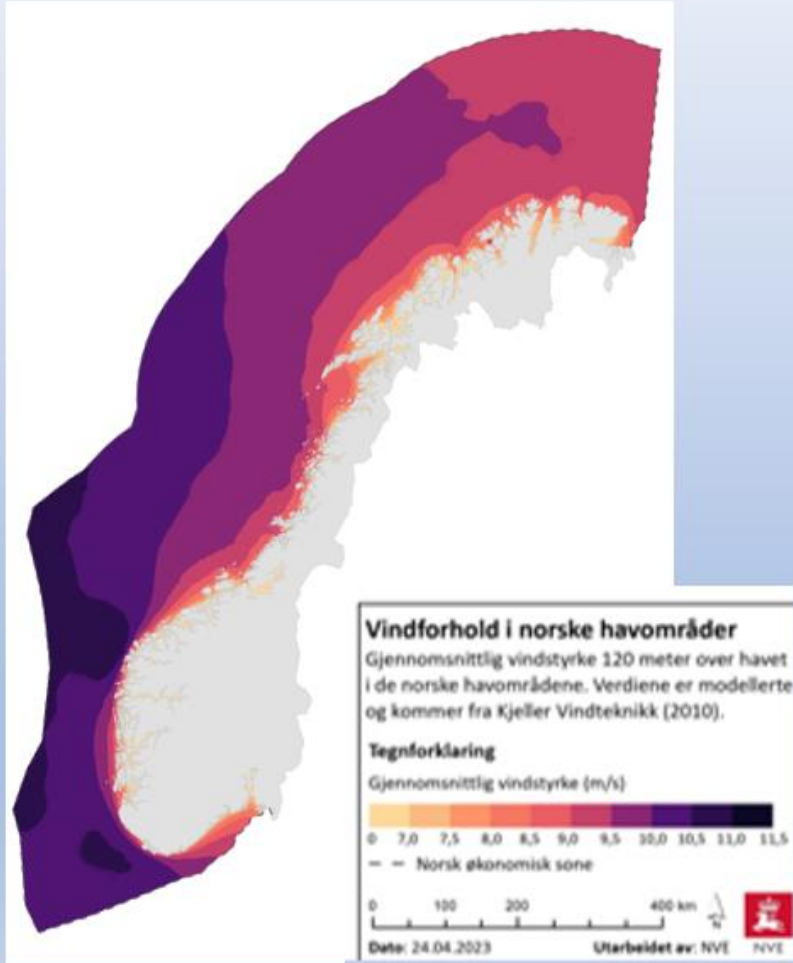 Vindforhold i norske havområder
Gjennomsnittlig vindstyrke 120 meter over havet
i de norske havområdene. Verdiene er modellerte
og kommer fra Kjeller Vindteknikk (2010).
Tegnforklaring
Gjennomsnittlig vindstyrke (m/s)
0 7,0 7,5 8,0 8,5 9,0 9,5 10,0 10,5 11,0 11,5
Norsk økonomisk sone
0 100 200 400 km
N
Dato: 24.04.2023 Utarbeidet av: NVE NVE